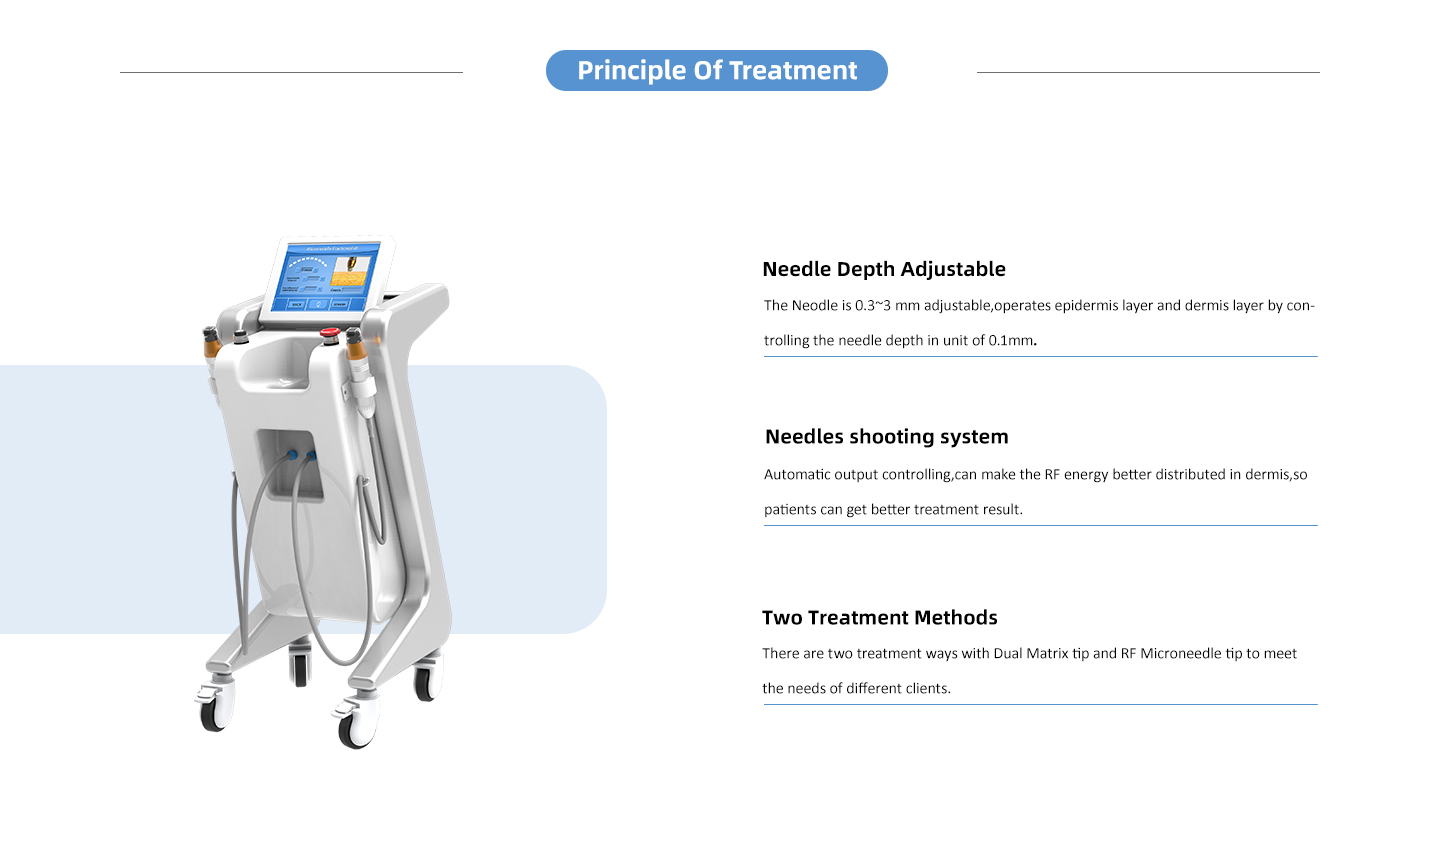 Principle Of Treatment
Needle Depth Adjustable
The Neodle is 0.3~3 mm adjustable,operates epidermis layer and dermis layer by con-
trolling the needle depth in unit of 0.1mm.
Needles shooting system
Automatic output controlling,can make the RF energy better distributed in dermis,so
patients can get better treatment result.
Two Treatment Methods
There are two treatment ways with Dual Matrix tip and RF Microneedle tip to meet
the needs of different clients.